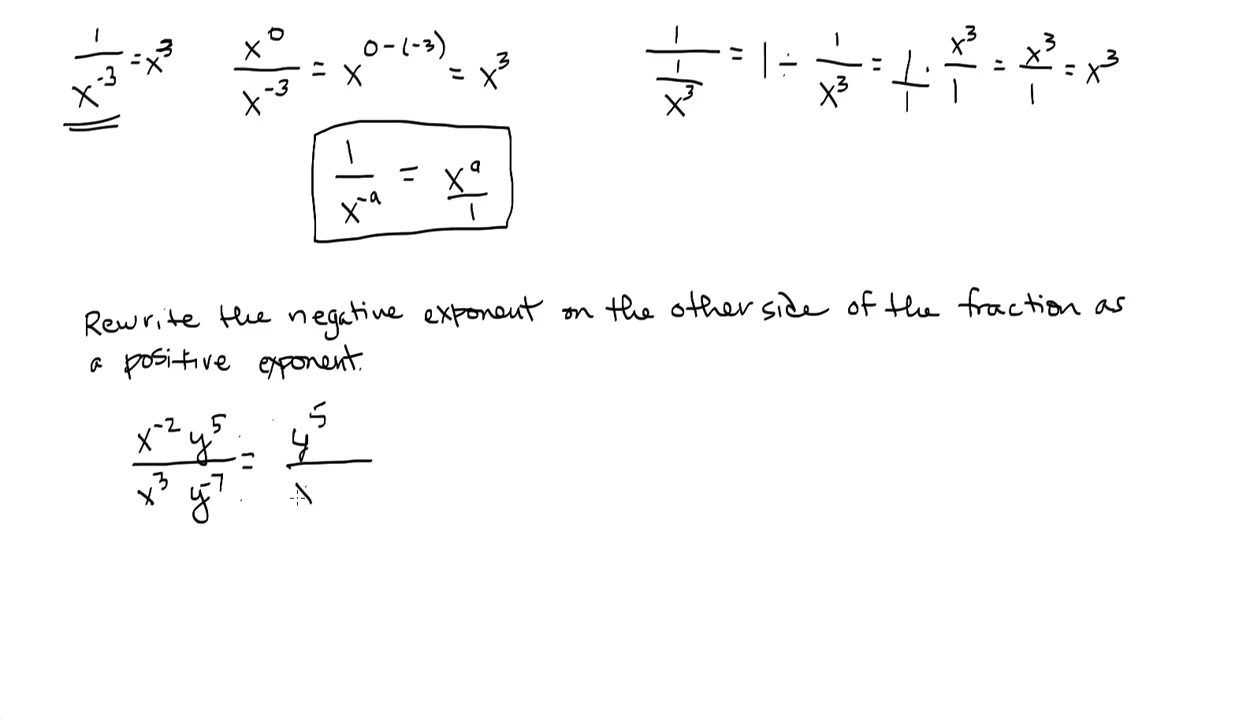 1/x^-3 = x^3    x^0/x^-3 = x^(0-(-3)) = x^3    1/(1/x^3) = 1 ÷ 1/x^3 = 1/1 · x^3/1 = x^3/1 = x^3
1/x^-a = x^a/1
Rewrite the negative exponent on the other side of the fraction as
a positive exponent.
x^-2 y^5 / x^3 y^-7 = y^5 / x